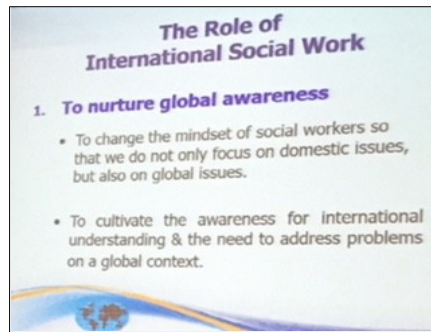 The Role of
International Social Work
1. To nurture global awareness
• To change the mindset of social workers so
that we do not only focus on domestic issues,
but also on global issues.
• To cultivate the awareness for international
understanding & the need to address problems
on a global context.